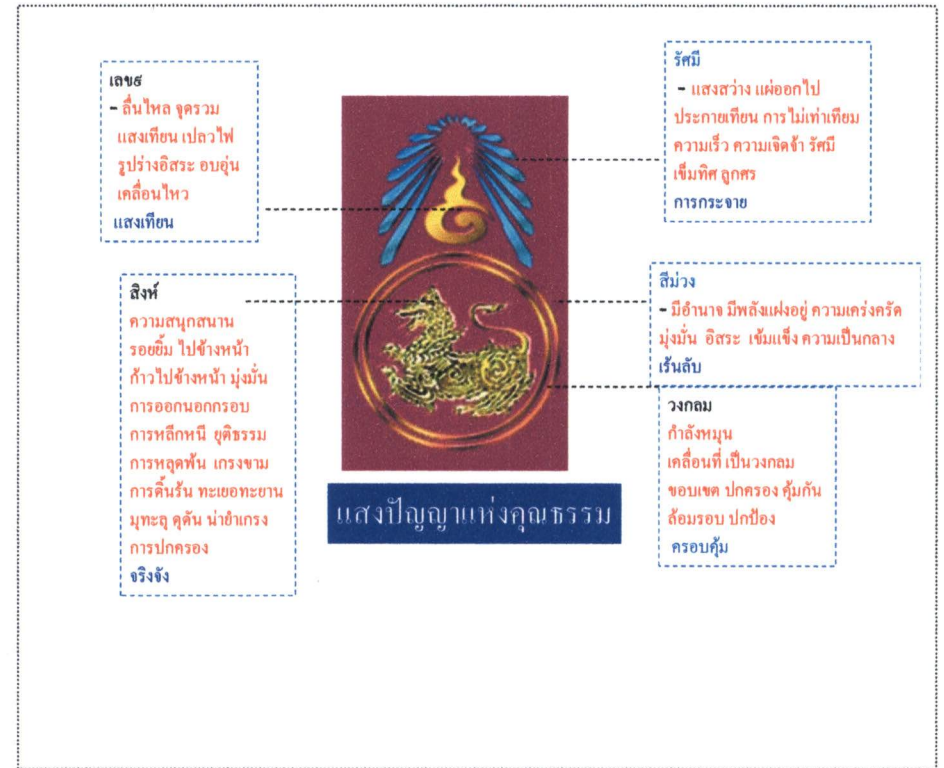 เลข๙
- ลื่นไหล จุดรวม
แสงเทียน เปลวไฟ
รูปร่างอิสระ อบอุ่น
เคลื่อนไหว
แสงเทียน
รัศมี
- แสงสว่าง แผ่ออกไป
ประกายเทียน การไม่เท่าเทียม
ความเร็ว ความเจิดจ้า รัศมี
เข็มทิศ ลูกศร
การกระจาย
สิงห์
ความสนุกสนาน
รอยยิ้ม ไปข้างหน้า
ก้าวไปข้างหน้า มุ่งมั่น
การออกนอกกรอบ
การหลีกหนี ยุติธรรม
การหลุดพ้น เกรงขาม
การดิ้นรัน ทะเยอทะยาน
มุทะลุ ดุดัน น่ายำเกรง
การปกครอง
จริงจัง
สีม่วง
- มีอำนาจ มีพลังแฝงอยู่ ความเคร่งครัด
มุ่งมั่น อิสระ เข้มแข็ง ความเป็นกลาง
เร้นลับ
วงกลม
กำลังหมุน
เคลื่อนที่ เป็นวงกลม
ขอบเขต ปกครอง คุ้มกัน
ล้อมรอบ ปกป้อง
ครอบคุ้ม
แสงปัญญาแห่งคุณธรรม